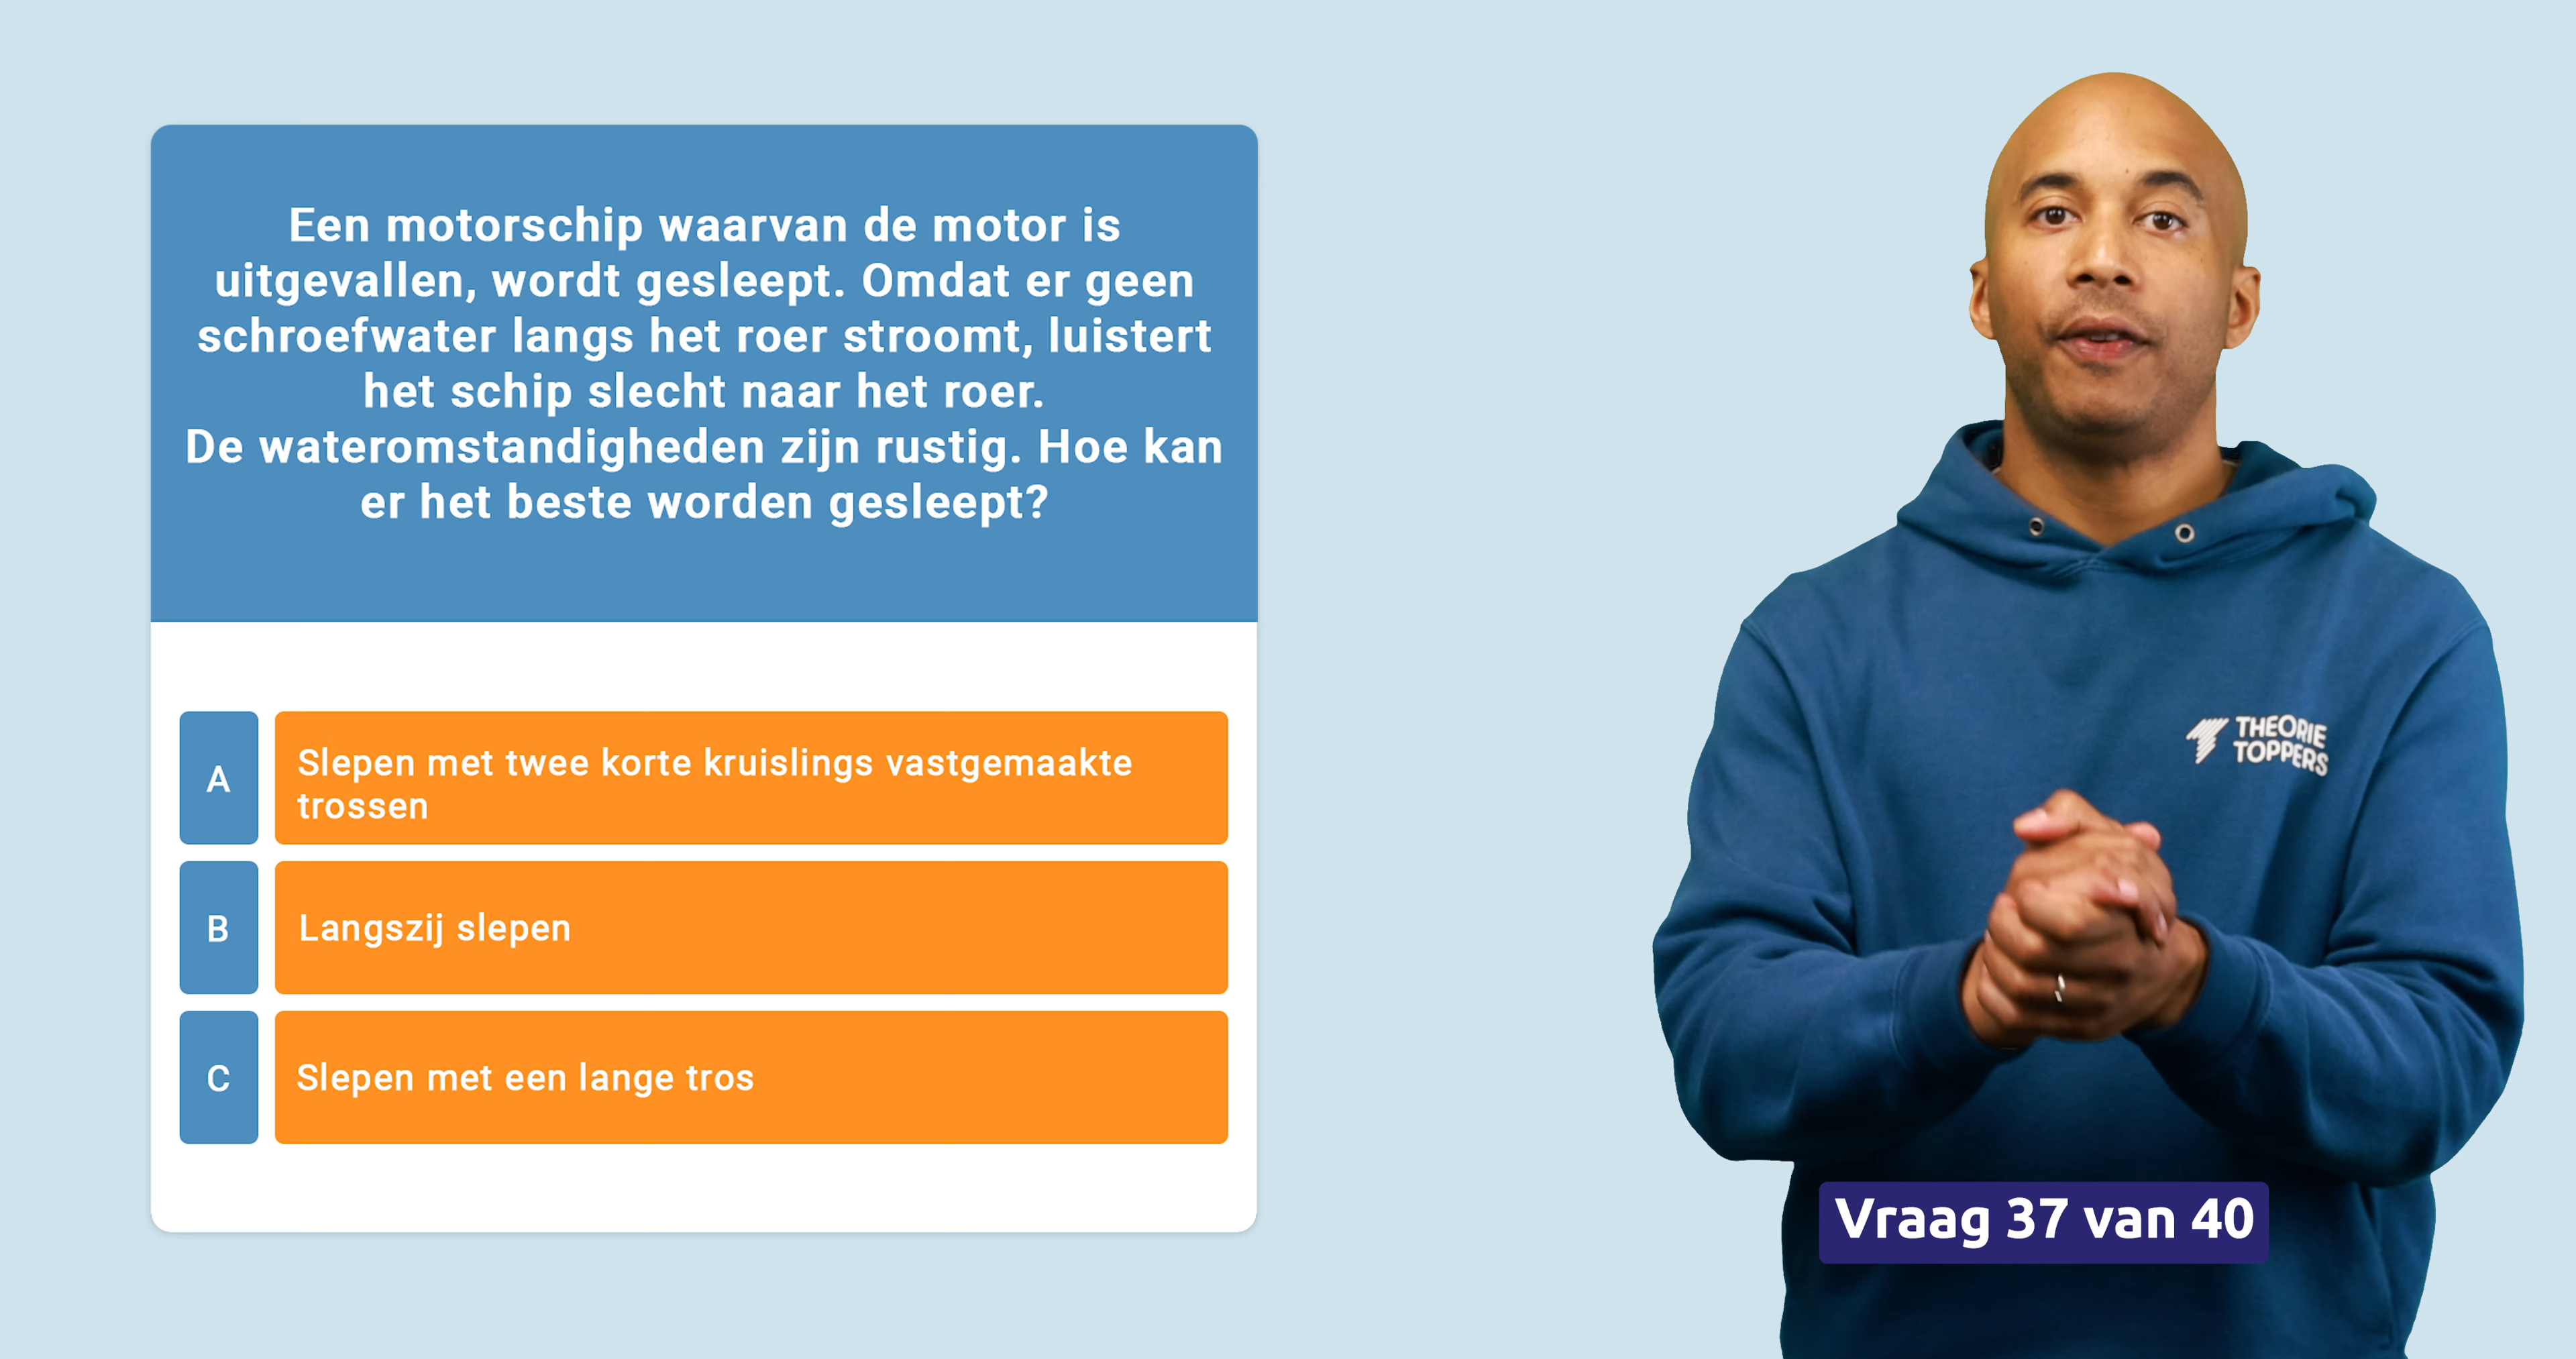 Een motorschip waarvan de motor is
uitgevallen, wordt gesleept. Omdat er geen
schroefwater langs het roer stroomt, luistert
het schip slecht naar het roer.
De wateromstandigheden zijn rustig. Hoe kan
er het beste worden gesleept?
A
Slepen met twee korte kruislings vastgemaakte
trossen
B
Langszij slepen
C
Slepen met een lange tros
THEORIE
TOPPERS
Vraag 37 van 40